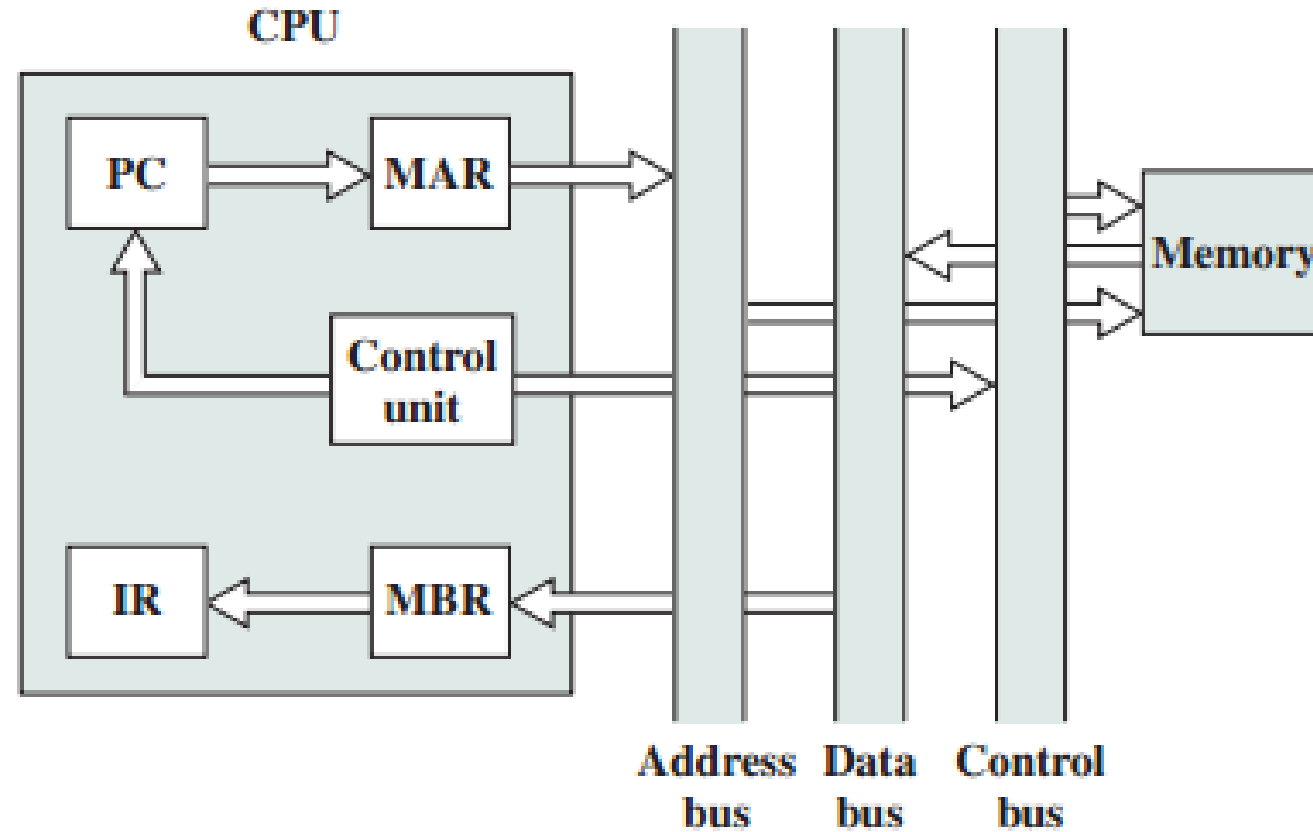 CPU
PC
MAR
Memory
Control
unit
IR
MBR
Address
bus
Data
bus
Control
bus